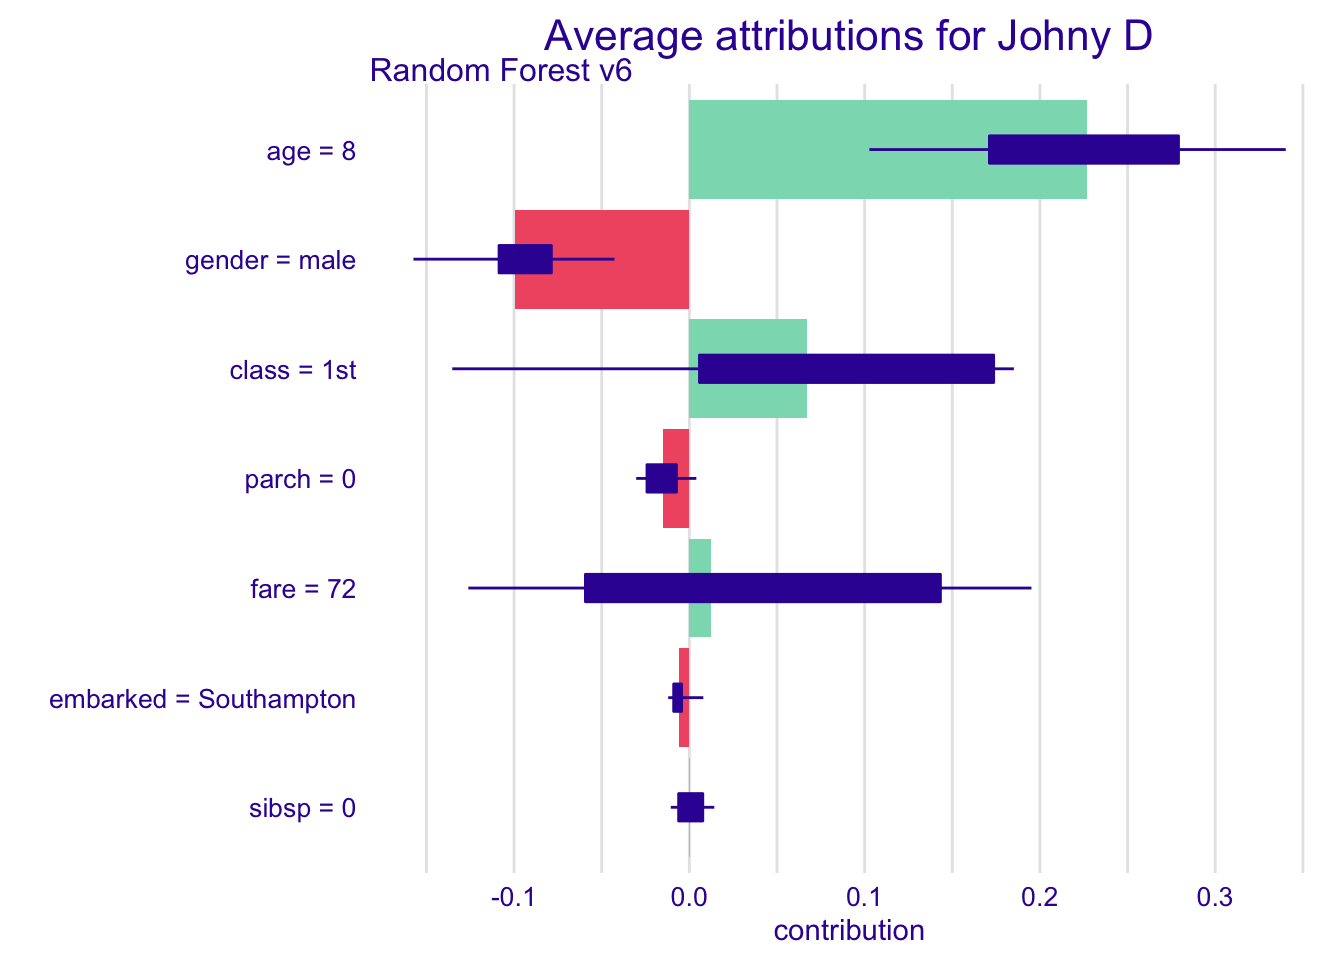 Average attributions for Johny D
Random Forest v6
age = 8
gender = male
class = 1st
parch = 0
fare = 72
embarked = Southampton
sibsp = 0
-0.1 0.0 0.1 0.2 0.3
contribution